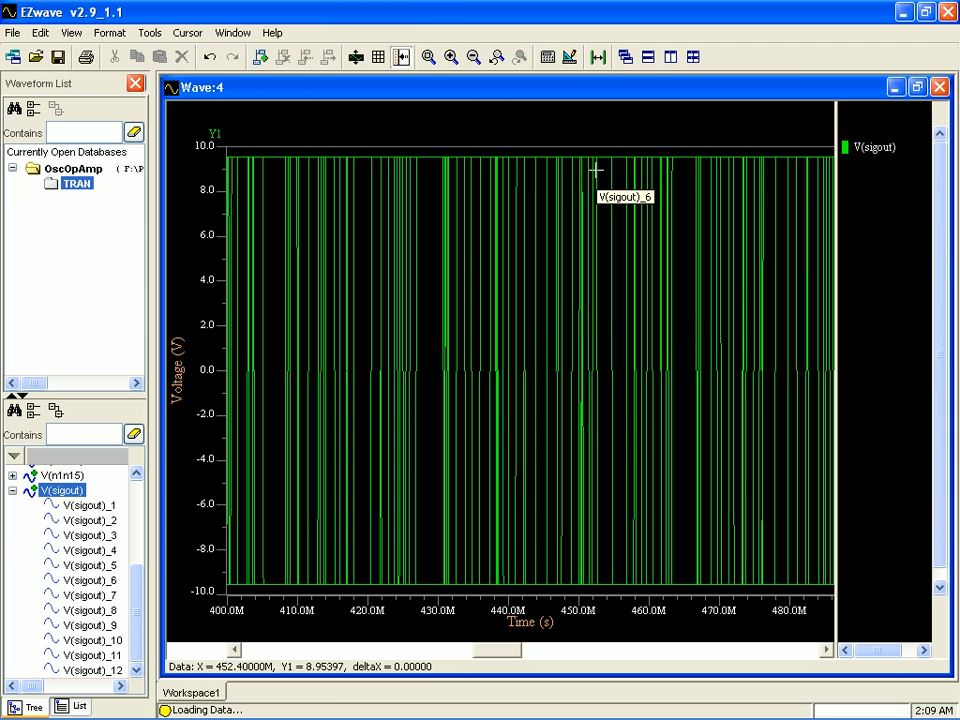 EZwave v2.9_1.1
File Edit View Format Tools Cursor Window Help
Waveform List
Contains
Currently Open Databases
OscOpAmp ( F:\P
TRAN
Contains
V(n1n15)
V(sigout)
V(sigout)_1
V(sigout)_2
V(sigout)_3
V(sigout)_4
V(sigout)_5
V(sigout)_6
V(sigout)_7
V(sigout)_8
V(sigout)_9
V(sigout)_10
V(sigout)_11
V(sigout)_12
Tree List
Wave:4
Y1
10.0
8.0
6.0
4.0
2.0
0.0
-2.0
-4.0
-6.0
-8.0
-10.0
Voltage (V)
V(sigout)_6
V(sigout)
400.0M 410.0M 420.0M 430.0M 440.0M 450.0M 460.0M 470.0M 480.0M
Time (s)
Data: X = 452.40000M, Y1 = 8.95397, deltaX = 0.00000
Workspace1
Loading Data...
2:09 AM